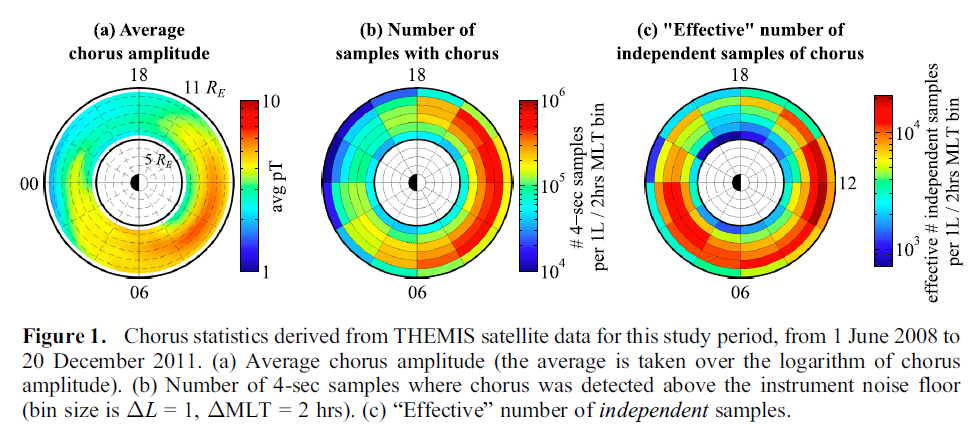 (a) Average
chorus amplitude
(b) Number of
samples with chorus
(c) "Effective" number of
independent samples of chorus
18
11 R_E
5 R_E
00
06
10
avg pT
1
18
06
10^6
10^5
10^4
# 4–sec samples
per 1L / 2hrs MLT bin
18
12
06
10^4
10^3
effective # independent samples
per 1L / 2hrs MLT bin
Figure 1. Chorus statistics derived from THEMIS satellite data for this study period, from 1 June 2008 to
20 December 2011. (a) Average chorus amplitude (the average is taken over the logarithm of chorus
amplitude). (b) Number of 4-sec samples where chorus was detected above the instrument noise floor
(bin size is ΔL = 1, ΔMLT = 2 hrs). (c) “Effective” number of independent samples.